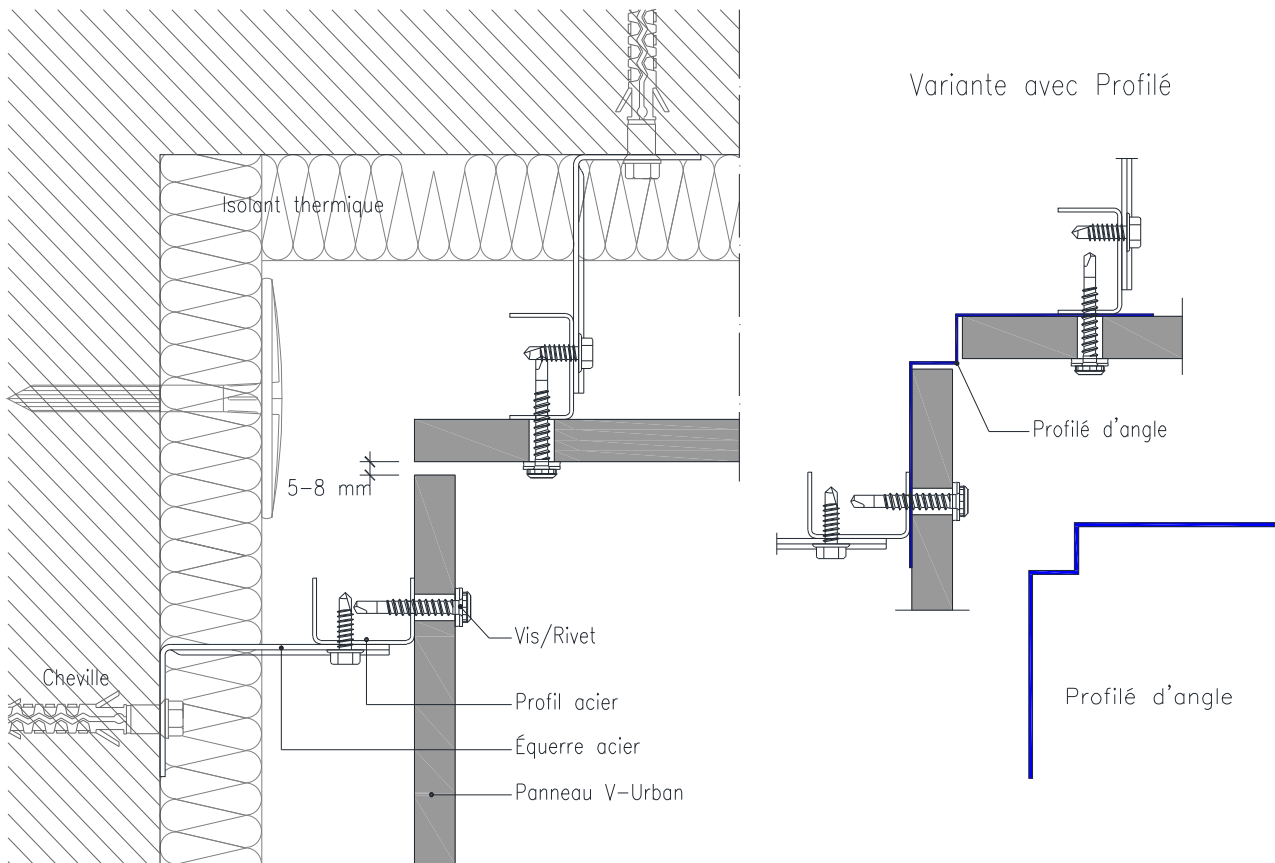 Variante avec Profilé
Isolant thermique
Profilé d'angle
5-8 mm
Vis/Rivet
Cheville
Profil acier
Profilé d'angle
Équerre acier
Panneau V-Urban